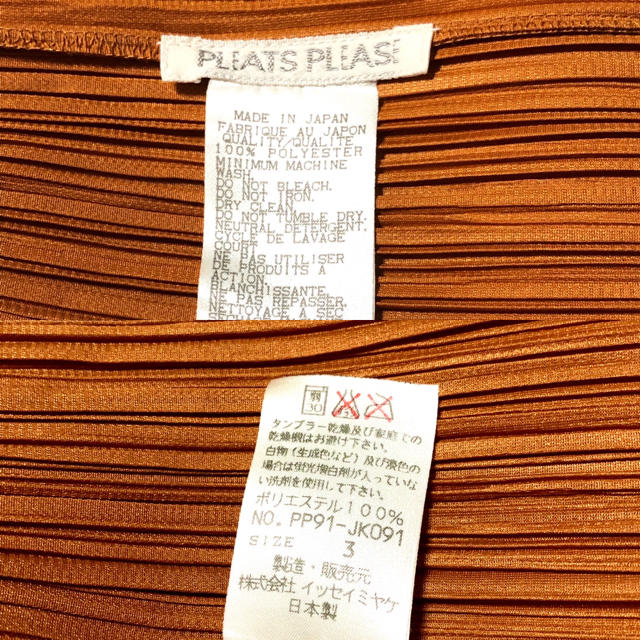 PLEATS PLEASE
MADE IN JAPAN
FABRIQUE AU JAPON
QUALITY/QUALITE
100% POLYESTER
MINIMUM MACHINE
WASH.
DO NOT BLEACH.
DO NOT IRON.
DRY CLEAN.
DO NOT TUMBLE DRY.
NEUTRAL DETERGENT.
CYCLE DE LAVAGE
COURT
NE PAS UTILISER
DE PRODUITS A
ACTION
BLANCHISSANTE.
NE PAS REPASSER.
NETTOYAGE A SEC
弱
30
タンブラー乾燥及び家庭での
乾燥機はお避け下さい。
白物(生成色など)及び淡色の
場合は蛍光増白剤が入っていな
い洗剤を使用して下さい。
ポリエステル100%
NO. PP91-JK091
SIZE 3
製造・販売元
株式会社 イッセイミヤケ
日本製